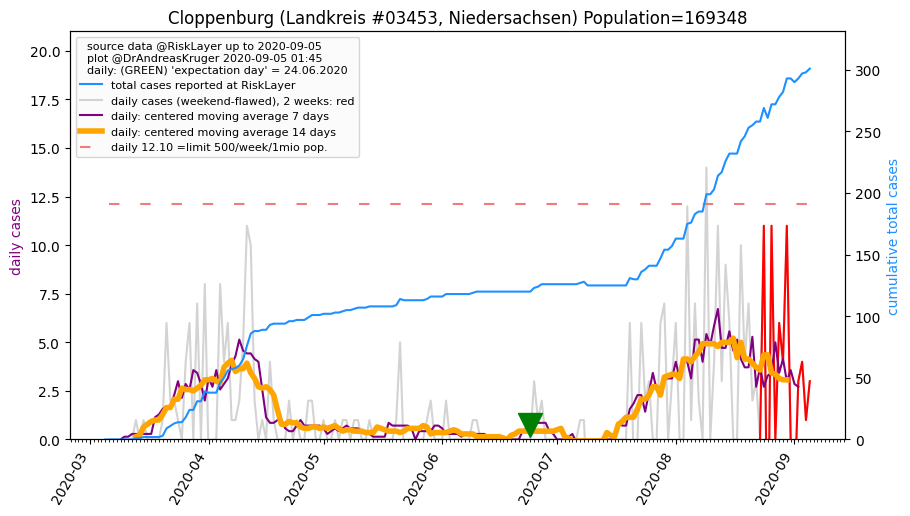 Cloppenburg (Landkreis #03453, Niedersachsen) Population=169348
source data @RiskLayer up to 2020-09-05
plot @DrAndreasKruger 2020-09-05 01:45
daily: (GREEN) 'expectation day' = 24.06.2020
total cases reported at RiskLayer
daily cases (weekend-flawed), 2 weeks: red
daily: centered moving average 7 days
daily: centered moving average 14 days
daily 12.10 =limit 500/week/1mio pop.
daily cases
20.0
17.5
15.0
12.5
10.0
7.5
5.0
2.5
0.0
300
250
200
150
100
50
0
cumulative total cases
2020-03
2020-04
2020-05
2020-06
2020-07
2020-08
2020-09